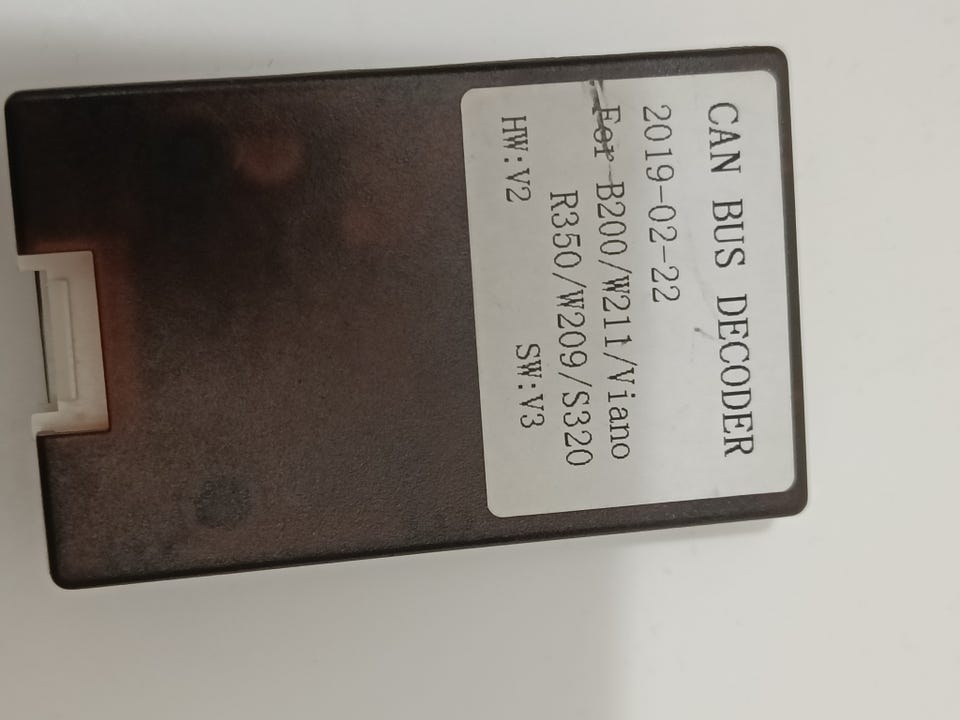 CAN BUS DECODER
2019-02-22
For B200/W211/Viano
R350/W209/S320
HW:V2 SW:V3